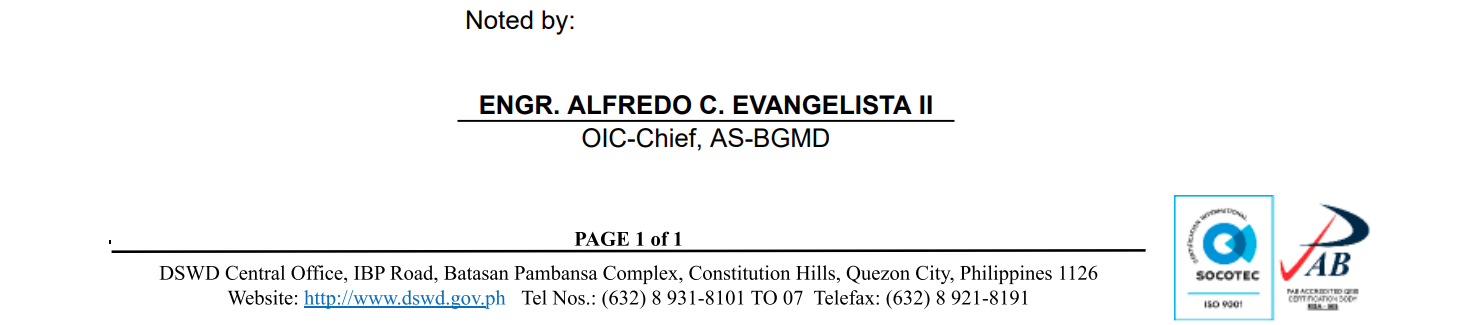 Noted by:
ENGR. ALFREDO C. EVANGELISTA II
OIC-Chief, AS-BGMD
PAGE 1 of 1
DSWD Central Office, IBP Road, Batasan Pambansa Complex, Constitution Hills, Quezon City, Philippines 1126
Website: http://www.dswd.gov.ph Tel Nos.: (632) 8 931-8101 TO 07 Telefax: (632) 8 921-8191
CERTIFICATION INTERNATIONAL
SOCOTEC
ISO 9001
PAB
PAB ACCREDITED
CERTIFICATION BODY